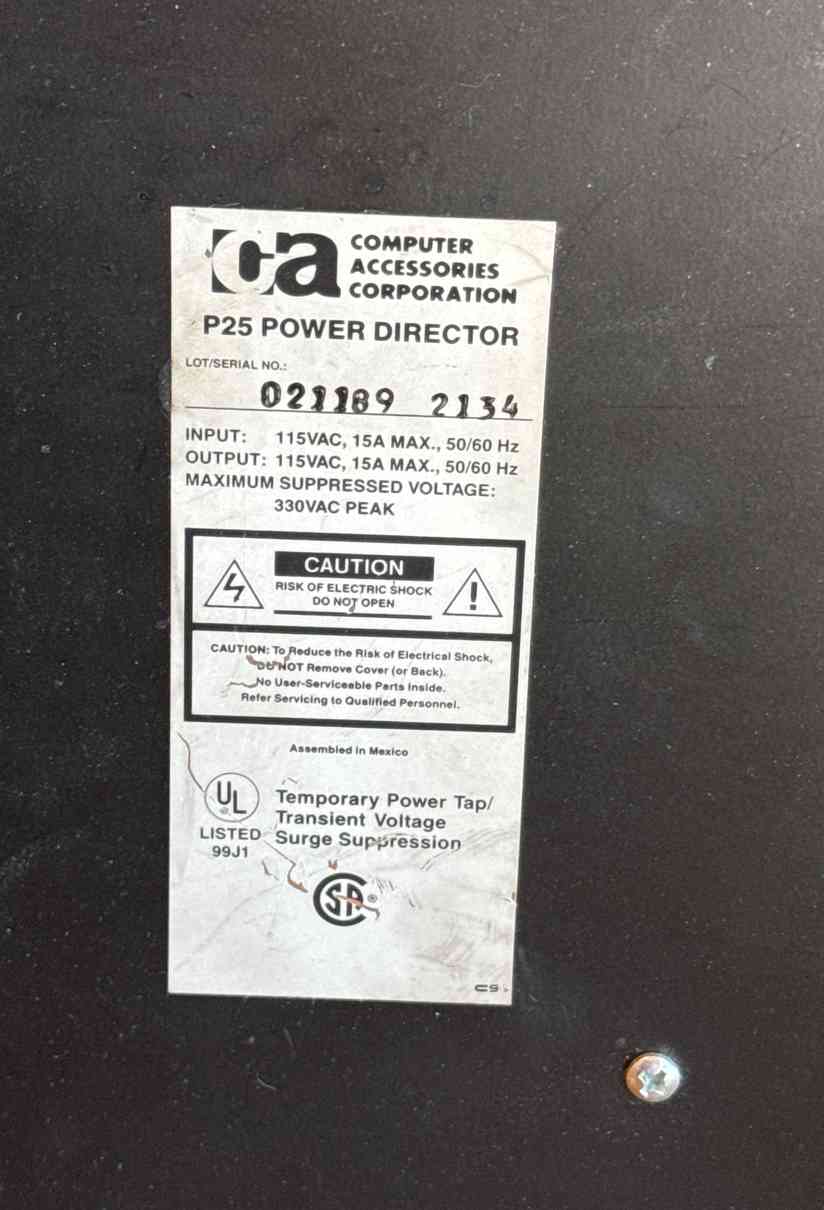 ca COMPUTER
ACCESSORIES
CORPORATION
P25 POWER DIRECTOR
LOT/SERIAL NO.:
021189 2134
INPUT: 115VAC, 15A MAX., 50/60 Hz
OUTPUT: 115VAC, 15A MAX., 50/60 Hz
MAXIMUM SUPPRESSED VOLTAGE:
330VAC PEAK
CAUTION
RISK OF ELECTRIC SHOCK
DO NOT OPEN
CAUTION: To Reduce the Risk of Electrical Shock,
Do NOT Remove Cover (or Back).
No User-Serviceable Parts Inside.
Refer Servicing to Qualified Personnel.
Assembled in Mexico
UL
LISTED
99J1
Temporary Power Tap/
Transient Voltage
Surge Suppression
CSA®